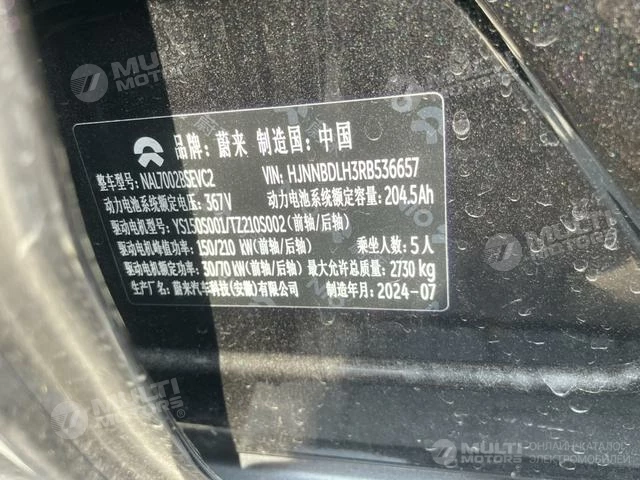 品牌: 蔚来 制造国: 中国
整车型号: NAL7002BSEVC2 VIN: HJNNBDLH3RB536657
动力电池系统额定电压: 367V 动力电池系统额定容量: 204.5Ah
驱动电机型号: YS150S001/TZ210S002 (前轴/后轴)
驱动电机峰值功率: 150/210 kW(前轴/后轴) 乘坐人数: 5人
驱动电机额定功率: 30/70 kW(前轴/后轴) 最大允许总质量: 2730 kg
生产厂名: 蔚来汽车科技(安徽)有限公司 制造年月: 2024-07
MULTI MOTORS
MULTI MOTORS
MULTI MOTORS
MULTI MOTORS ОНЛАЙН-КАТАЛОГ
ЭЛЕКТРОМОБИЛЕЙ